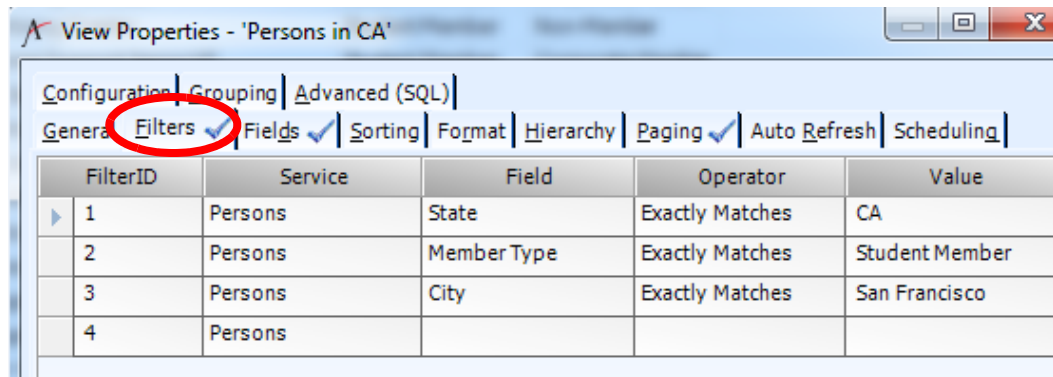 View Properties - 'Persons in CA'
Configuration Grouping Advanced (SQL)
General Filters Fields Sorting Format Hierarchy Paging Auto Refresh Scheduling
FilterID Service Field Operator Value
1 Persons State Exactly Matches CA
2 Persons Member Type Exactly Matches Student Member
3 Persons City Exactly Matches San Francisco
4 Persons